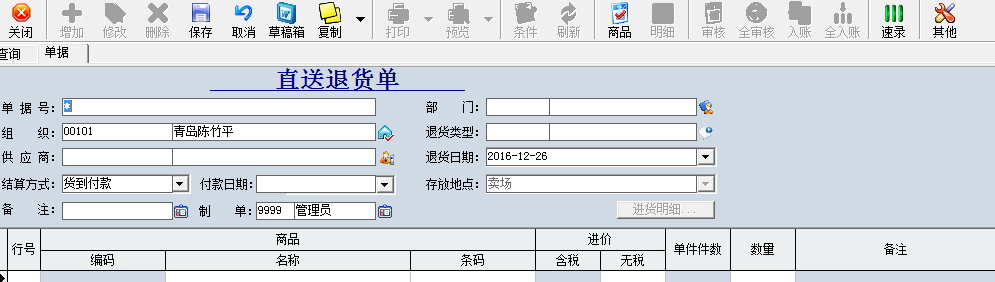 关闭 增加 修改 删除 保存 取消 草稿箱 复制 打印 预览 条件 刷新 商品 明细 审核 全审核 入账 全入账 速录 其他
查询 单据
直送退货单
单据号: * 部门:
组织: 00101 青岛陈竹平 退货类型:
供应商: 退货日期: 2016-12-26
结算方式: 货到付款 付款日期: 存放地点: 卖场
备注: 制单: 9999 管理员 进货明细...
行号 商品 进价 单件件数 数量 备注
编码 名称 条码 含税 无税